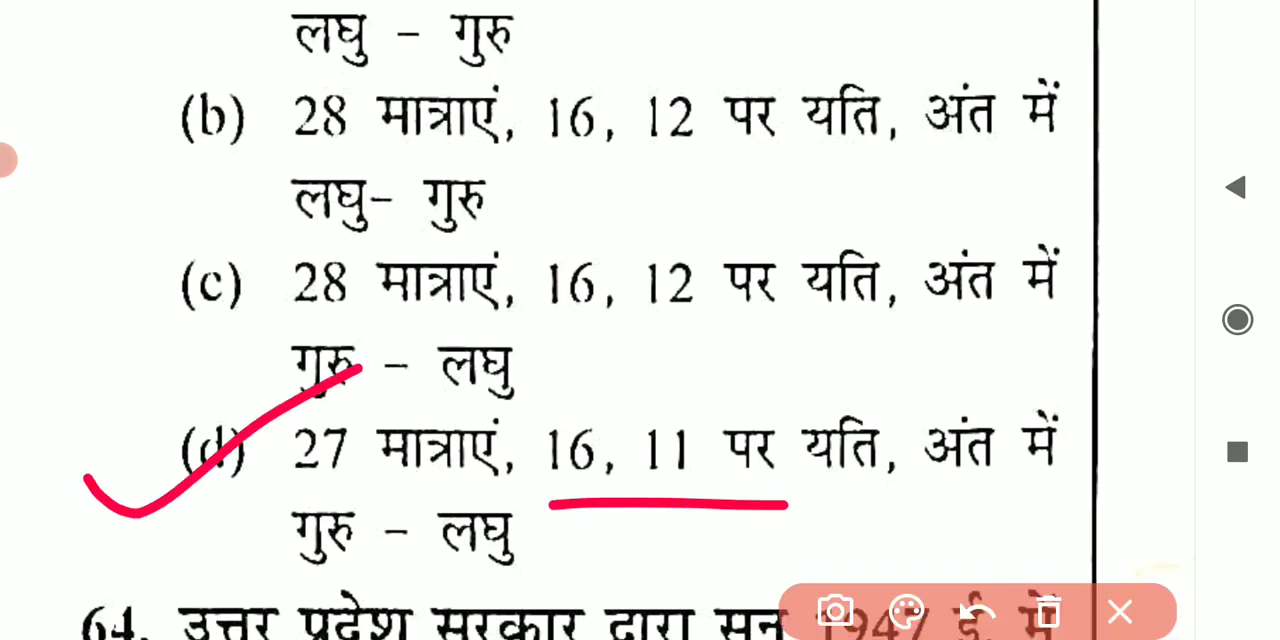 लघु - गुरु
(b) 28 मात्राएं, 16, 12 पर यति, अंत में
लघु- गुरु
(c) 28 मात्राएं, 16, 12 पर यति, अंत में
गुरु - लघु
(d) 27 मात्राएं, 16, 11 पर यति, अंत में
गुरु - लघु
64. उत्तर प्रदेश सरकार द्वारा सन् 1947 ई. में